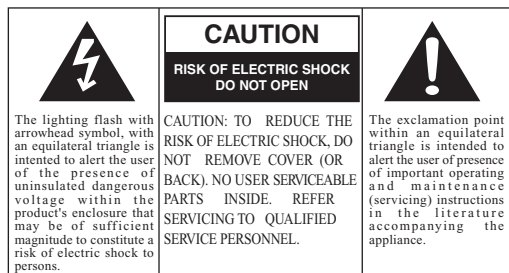 The lighting flash with
arrowhead symbol, with
an equilateral triangle is
intented to alert the user
of the presence of
uninsulated dangerous
voltage within the
product's enclosure that
may be of sufficient
magnitude to constitute a
risk of electric shock to
persons.
CAUTION
RISK OF ELECTRIC SHOCK
DO NOT OPEN
CAUTION: TO REDUCE THE
RISK OF ELECTRIC SHOCK, DO
NOT REMOVE COVER (OR
BACK). NO USER SERVICEABLE
PARTS INSIDE. REFER
SERVICING TO QUALIFIED
SERVICE PERSONNEL.
The exclamation point
within an equilateral
triangle is intended to
alert the user of presence
of important operating
and maintenance
(servicing) instructions
in the literature
accompanying the
appliance.